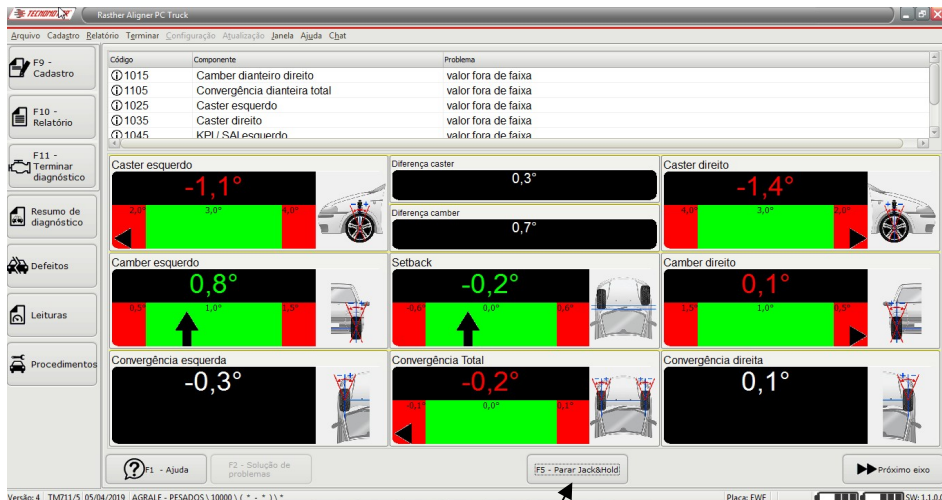 TECNOMOTOR
Rasther Aligner PC Truck
Arquivo Cadastro Relatório Terminar Configuração Atualização Janela Ajuda Chat
F9 -
Cadastro
F10 -
Relatório
F11 -
Terminar
diagnóstico
Resumo de
diagnóstico
Defeitos
Leituras
Procedimentos
Código Componente Problema
1015 Camber dianteiro direito valor fora de faixa
1105 Convergência dianteira total valor fora de faixa
1025 Caster esquerdo valor fora de faixa
1035 Caster direito valor fora de faixa
1045 KPI / SAI esquerdo valor fora de faixa
Caster esquerdo
-1,1°
2,0° 3,0° 4,0°
Diferença caster
0,3°
Diferença camber
0,7°
Caster direito
-1,4°
4,0° 3,0° 2,0°
Camber esquerdo
0,8°
0,5° 1,0° 1,5°
Setback
-0,2°
-0,6° 0,0° 0,6°
Camber direito
0,1°
1,5° 1,0° 0,5°
Convergência esquerda
-0,3°
Convergência Total
-0,2°
-0,1° 0,0° 0,1°
Convergência direita
0,1°
F1 - Ajuda
F2 - Solução de
problemas
F5 - Parar Jack&Hold
Próximo eixo
Versão: 4 TM711/5 05/04/2019 AGRALE - PESADOS \ 10000 \ ( * - * ) \ * Placa: EWE SW: 1.1.0.0